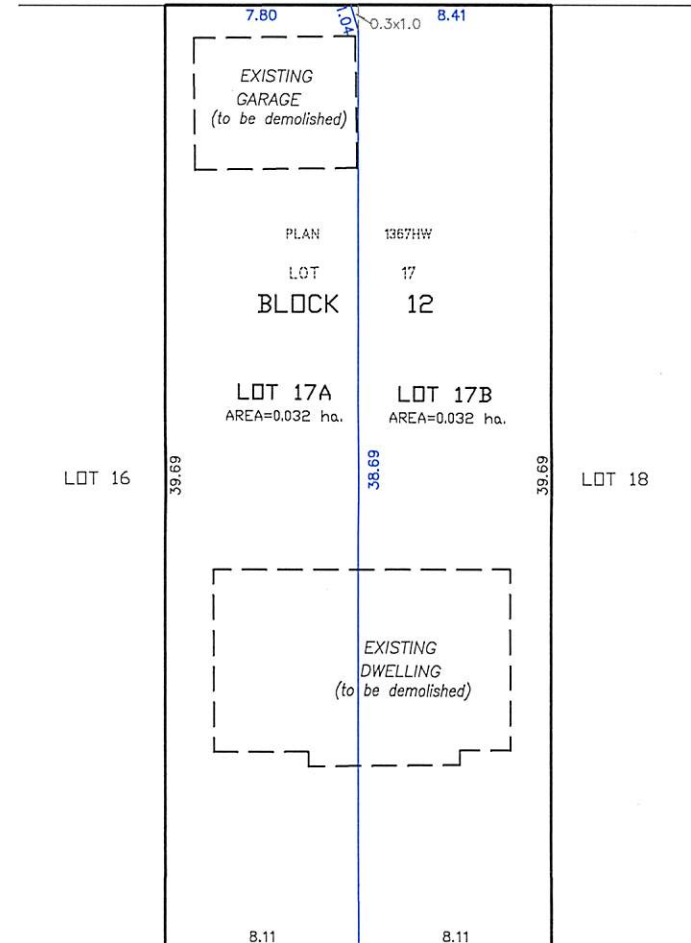 7.80
1.04
0.3x1.0
8.41
EXISTING
GARAGE
(to be demolished)
PLAN 1367HW
LOT 17
BLOCK 12
LOT 17A
AREA=0.032 ha.
LOT 17B
AREA=0.032 ha.
LOT 16
39.69
38.69
39.69
LOT 18
EXISTING
DWELLING
(to be demolished)
8.11
8.11